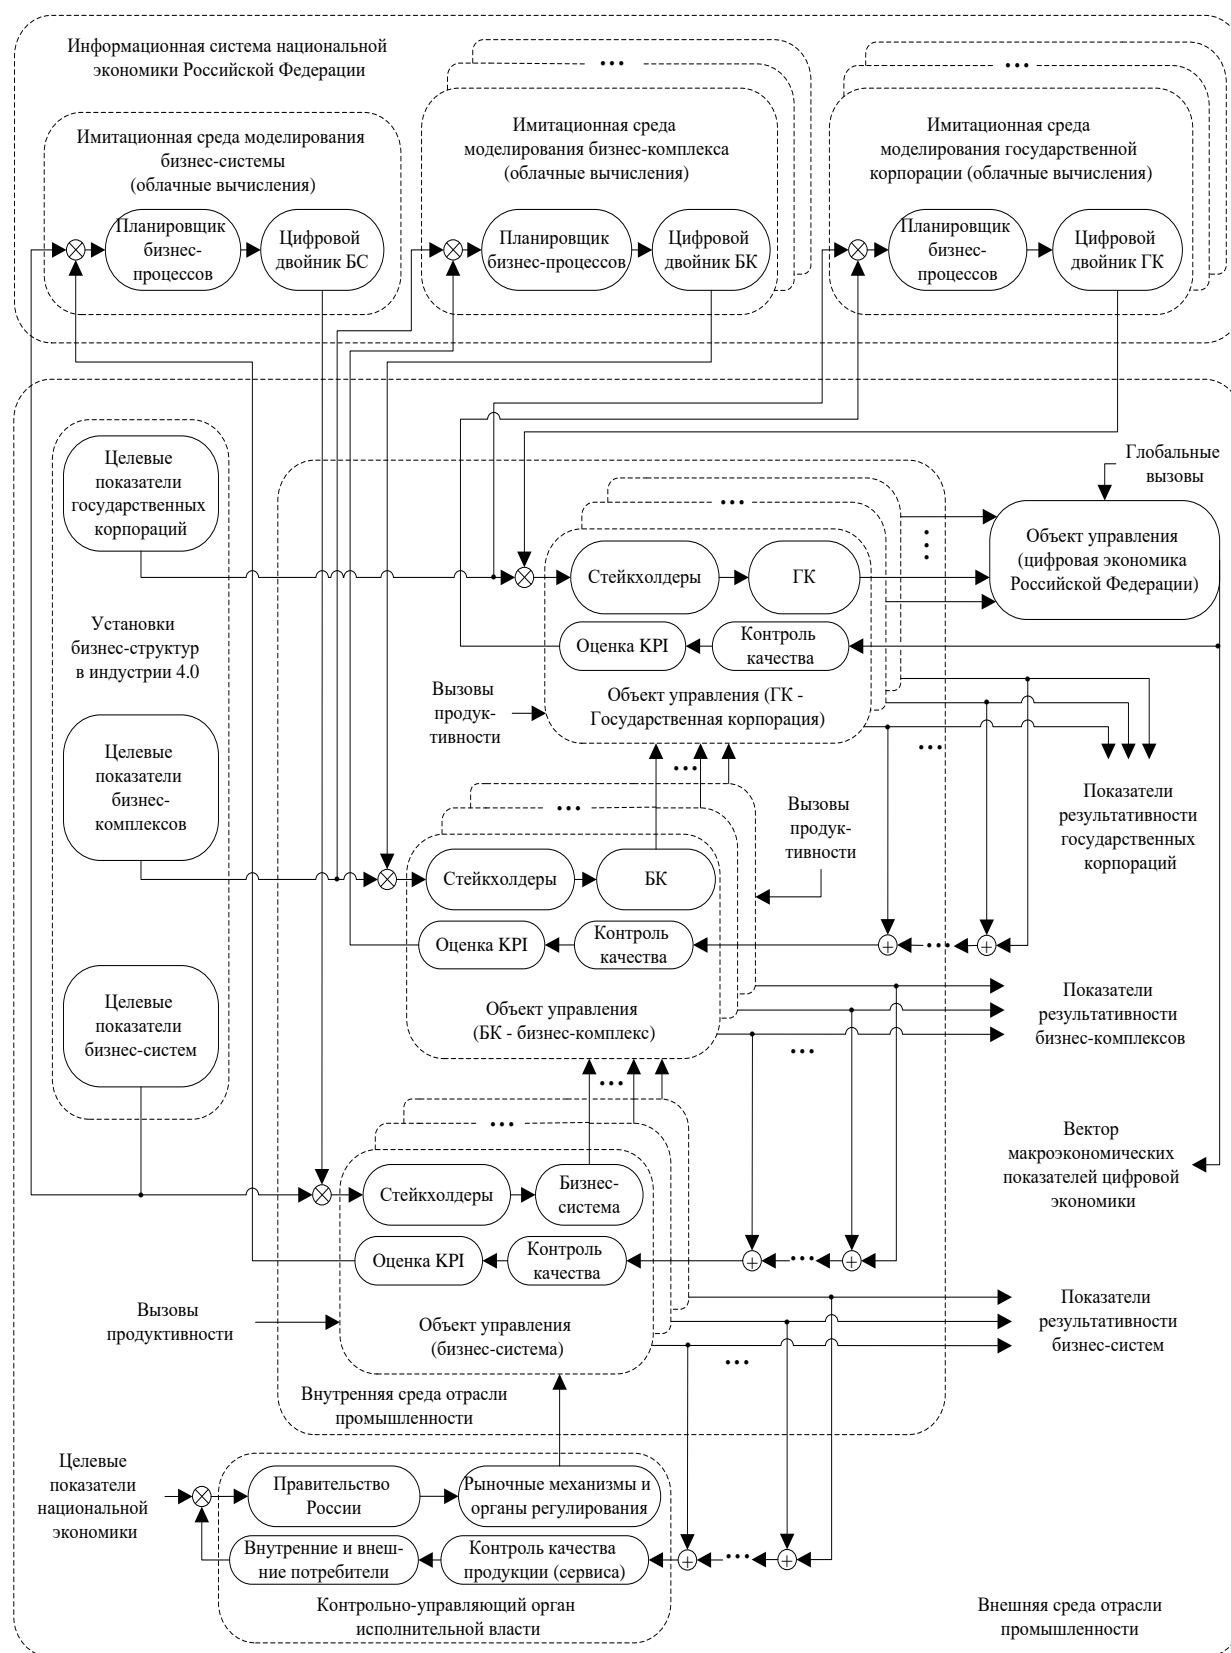 Информационная система национальной
экономики Российской Федерации
Имитационная среда моделирования
бизнес-системы
(облачные вычисления)
Планировщик
бизнес-
процессов
Цифровой
двойник БС
Имитационная среда
моделирования бизнес-комплекса
(облачные вычисления)
Планировщик
бизнес-процессов
Цифровой
двойник БК
Имитационная среда
моделирования государственной
корпорации (облачные вычисления)
Планировщик
бизнес-
процессов
Цифровой
двойник ГК
Целевые
показатели
государственных
корпораций
Установки
бизнес-структур
в индустрии 4.0
Целевые
показатели
бизнес-
комплексов
Целевые
показатели
бизнес-систем
Глобальные
вызовы
Объект управления
(цифровая экономика
Российской Федерации)
Стейкхолдеры
ГК
Оценка KPI
Контроль
качества
Объект управления (ГК -
Государственная корпорация)
Вызовы
продук-
тивности
Показатели
результативности
государственных
корпораций
Вызовы
продук-
тивности
Стейкхолдеры
БК
Оценка KPI
Контроль
качества
Объект управления
(БК - бизнес-комплекс)
Показатели
результативности
бизнес-комплексов
Вектор
макроэкономических
показателей цифровой
экономики
Стейкхолдеры
Бизнес-
система
Оценка KPI
Контроль
качества
Объект управления
(бизнес-система)
Вызовы
продуктивности
Показатели
результативности
бизнес-систем
Внутренняя среда отрасли
промышленности
Целевые
показатели
национальной
экономики
Правительство
России
Рыночные механизмы и
органы регулирования
Внутренние и внеш-
ние потребители
Контроль качества
продукции (сервиса)
Контрольно-управляющий орган
исполнительной власти
Внешняя среда отрасли
промышленности